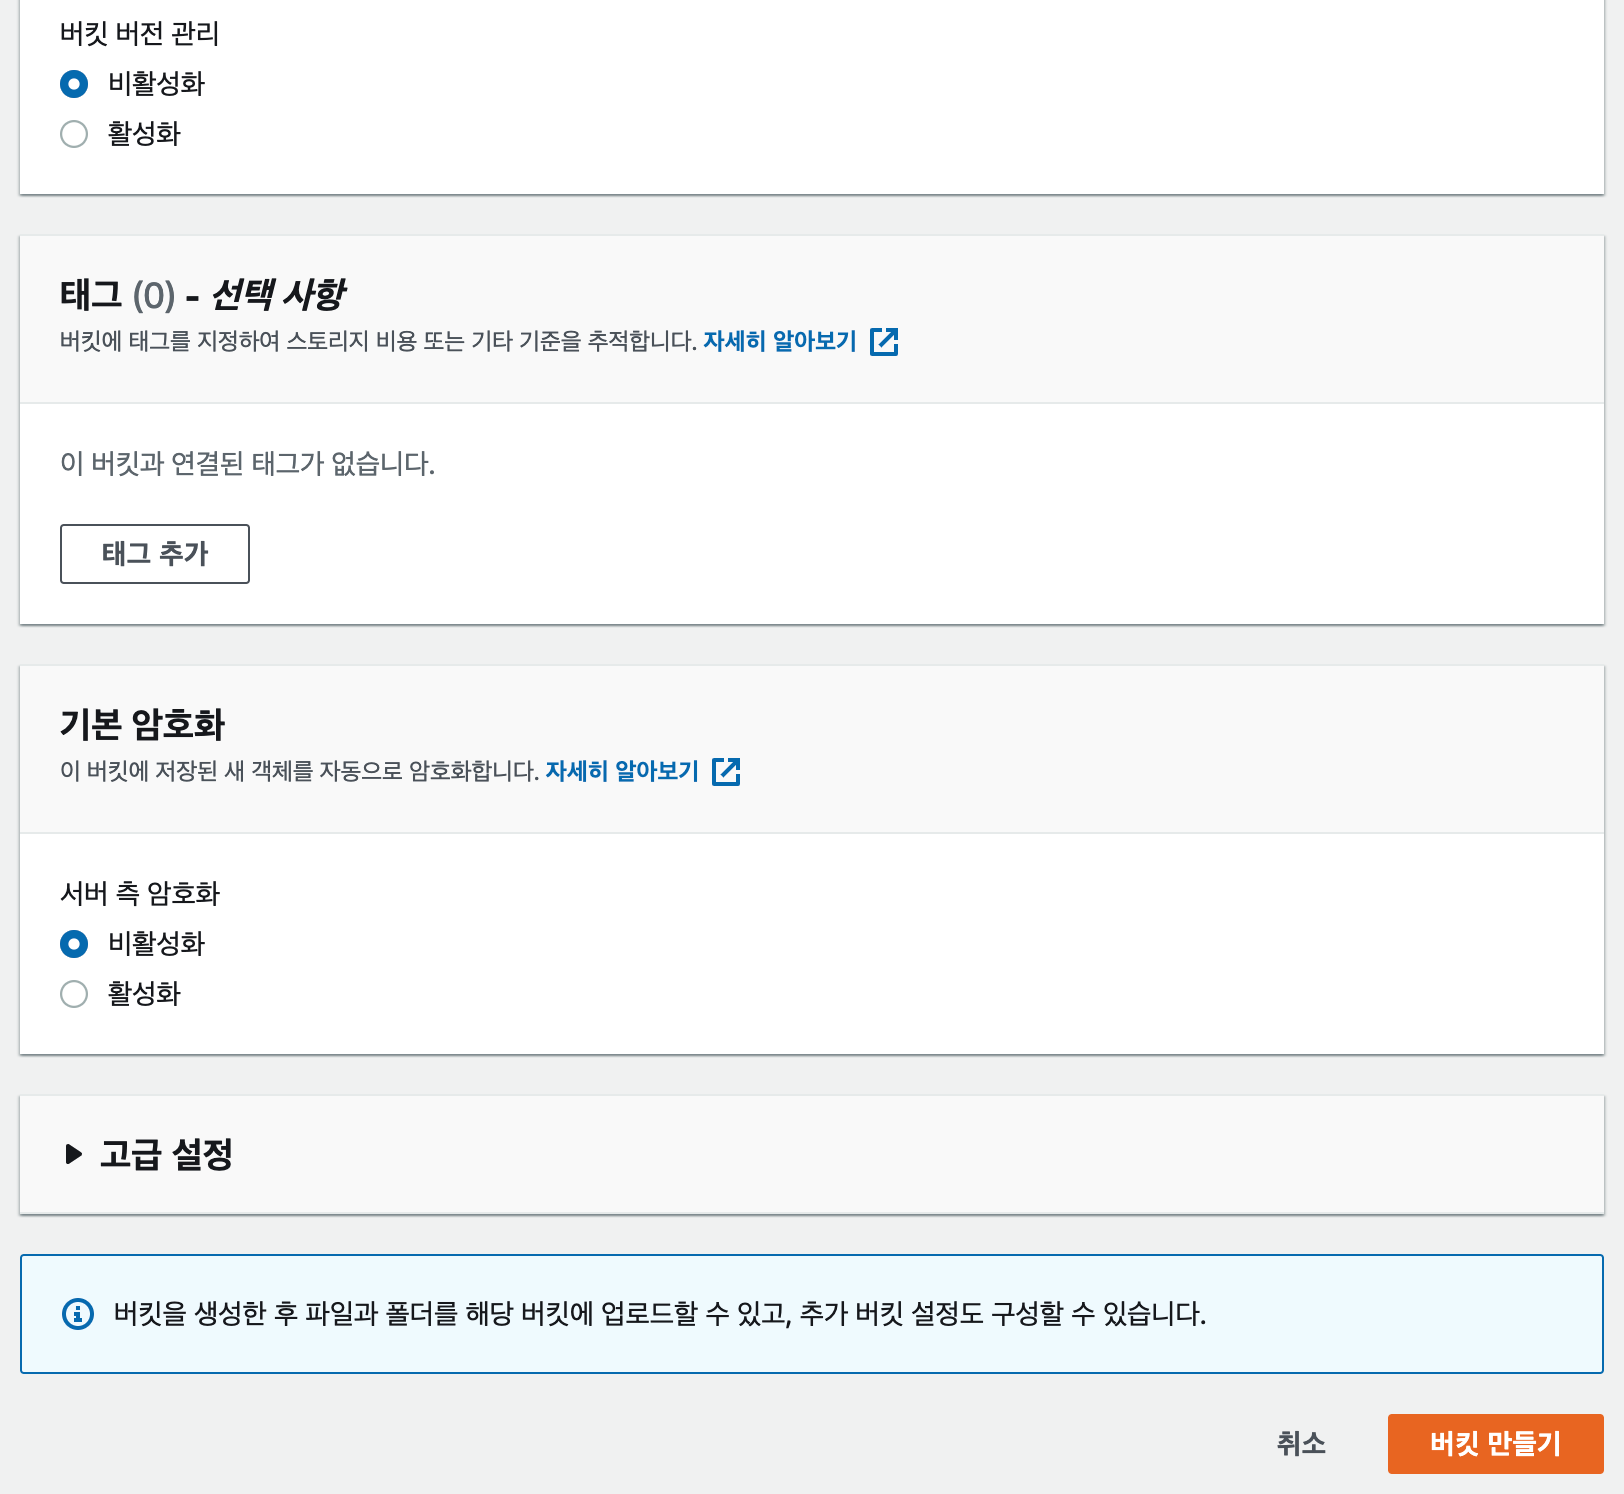 버킷 버전 관리
비활성화
활성화
태그 (0) - 선택 사항
버킷에 태그를 지정하여 스토리지 비용 또는 기타 기준을 추적합니다. 자세히 알아보기
이 버킷과 연결된 태그가 없습니다.
태그 추가
기본 암호화
이 버킷에 저장된 새 객체를 자동으로 암호화합니다. 자세히 알아보기
서버 측 암호화
비활성화
활성화
고급 설정
버킷을 생성한 후 파일과 폴더를 해당 버킷에 업로드할 수 있고, 추가 버킷 설정도 구성할 수 있습니다.
취소
버킷 만들기